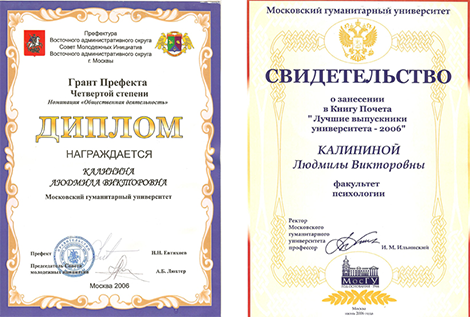 Префектура
Восточного административного округа
Совет Молодежных Инициатив
Восточного административного округа
г. Москвы
Грант Префекта
Четвертой степени
Номинация «Общественная деятельность»
ДИПЛОМ
НАГРАЖДАЕТСЯ
КАЛИНИНА
ЛЮДМИЛА ВИКТОРОВНА
Московский гуманитарный университет
Префект
Н.Н. Евтихиев
Председатель Совета
молодежных инициатив
А.Б. Лихтер
Москва 2006
Московский гуманитарный университет
СВИДЕТЕЛЬСТВО
о занесении
в Книгу Почета
"Лучшие выпускники
университета - 2006"
КАЛИНИНОЙ
Людмилы Викторовны
факультет
психологии
Ректор
Московского
гуманитарного
университета
профессор
И. М. Ильинский
МосГУ
Москва
июль 2006 года